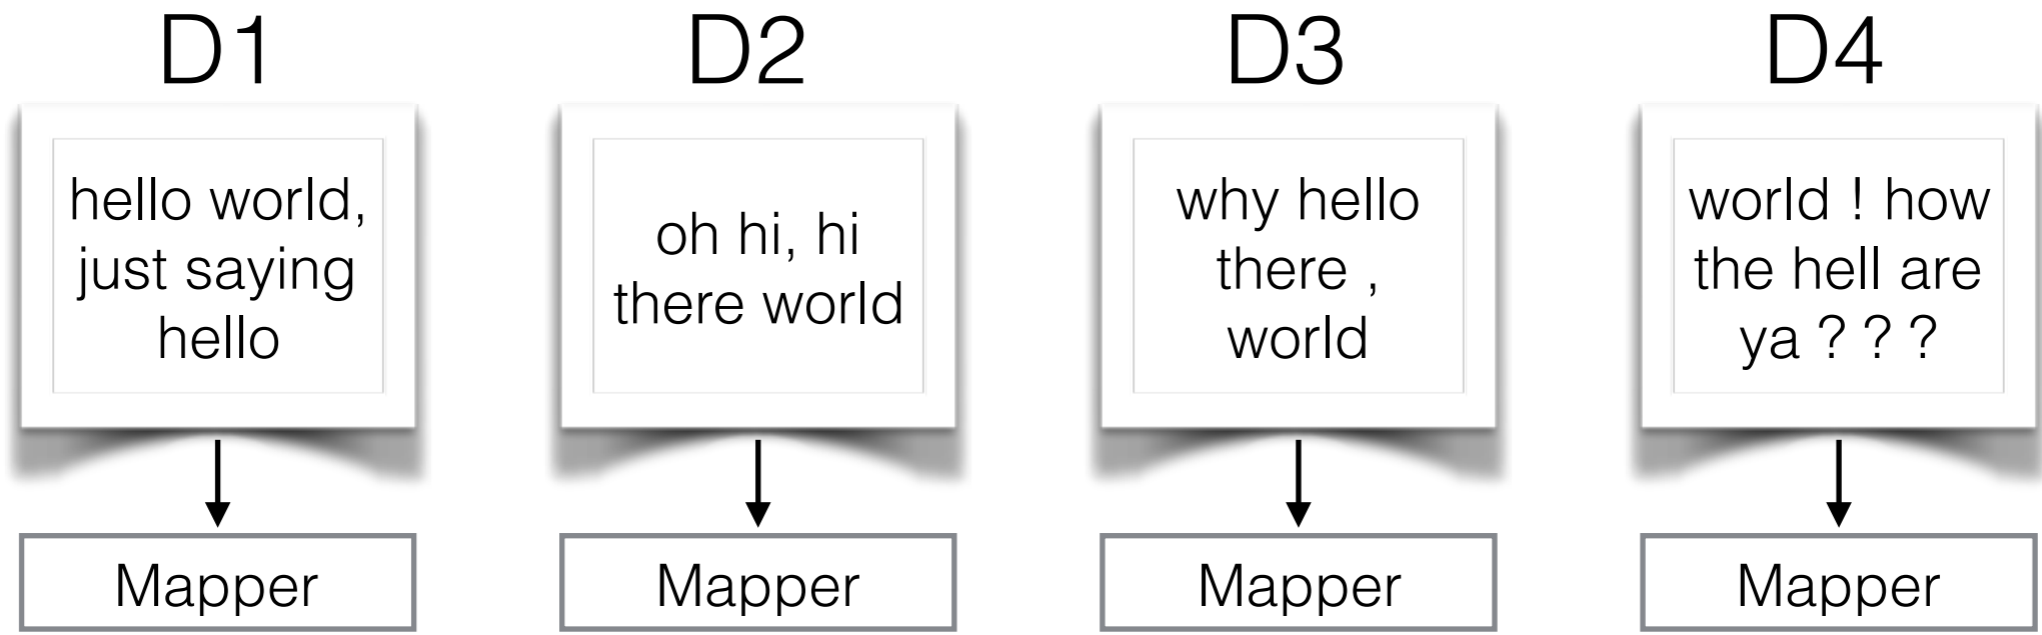 D1
hello world,
just saying
hello
Mapper
D2
oh hi, hi
there world
Mapper
D3
why hello
there ,
world
Mapper
D4
world ! how
the hell are
ya ? ? ?
Mapper